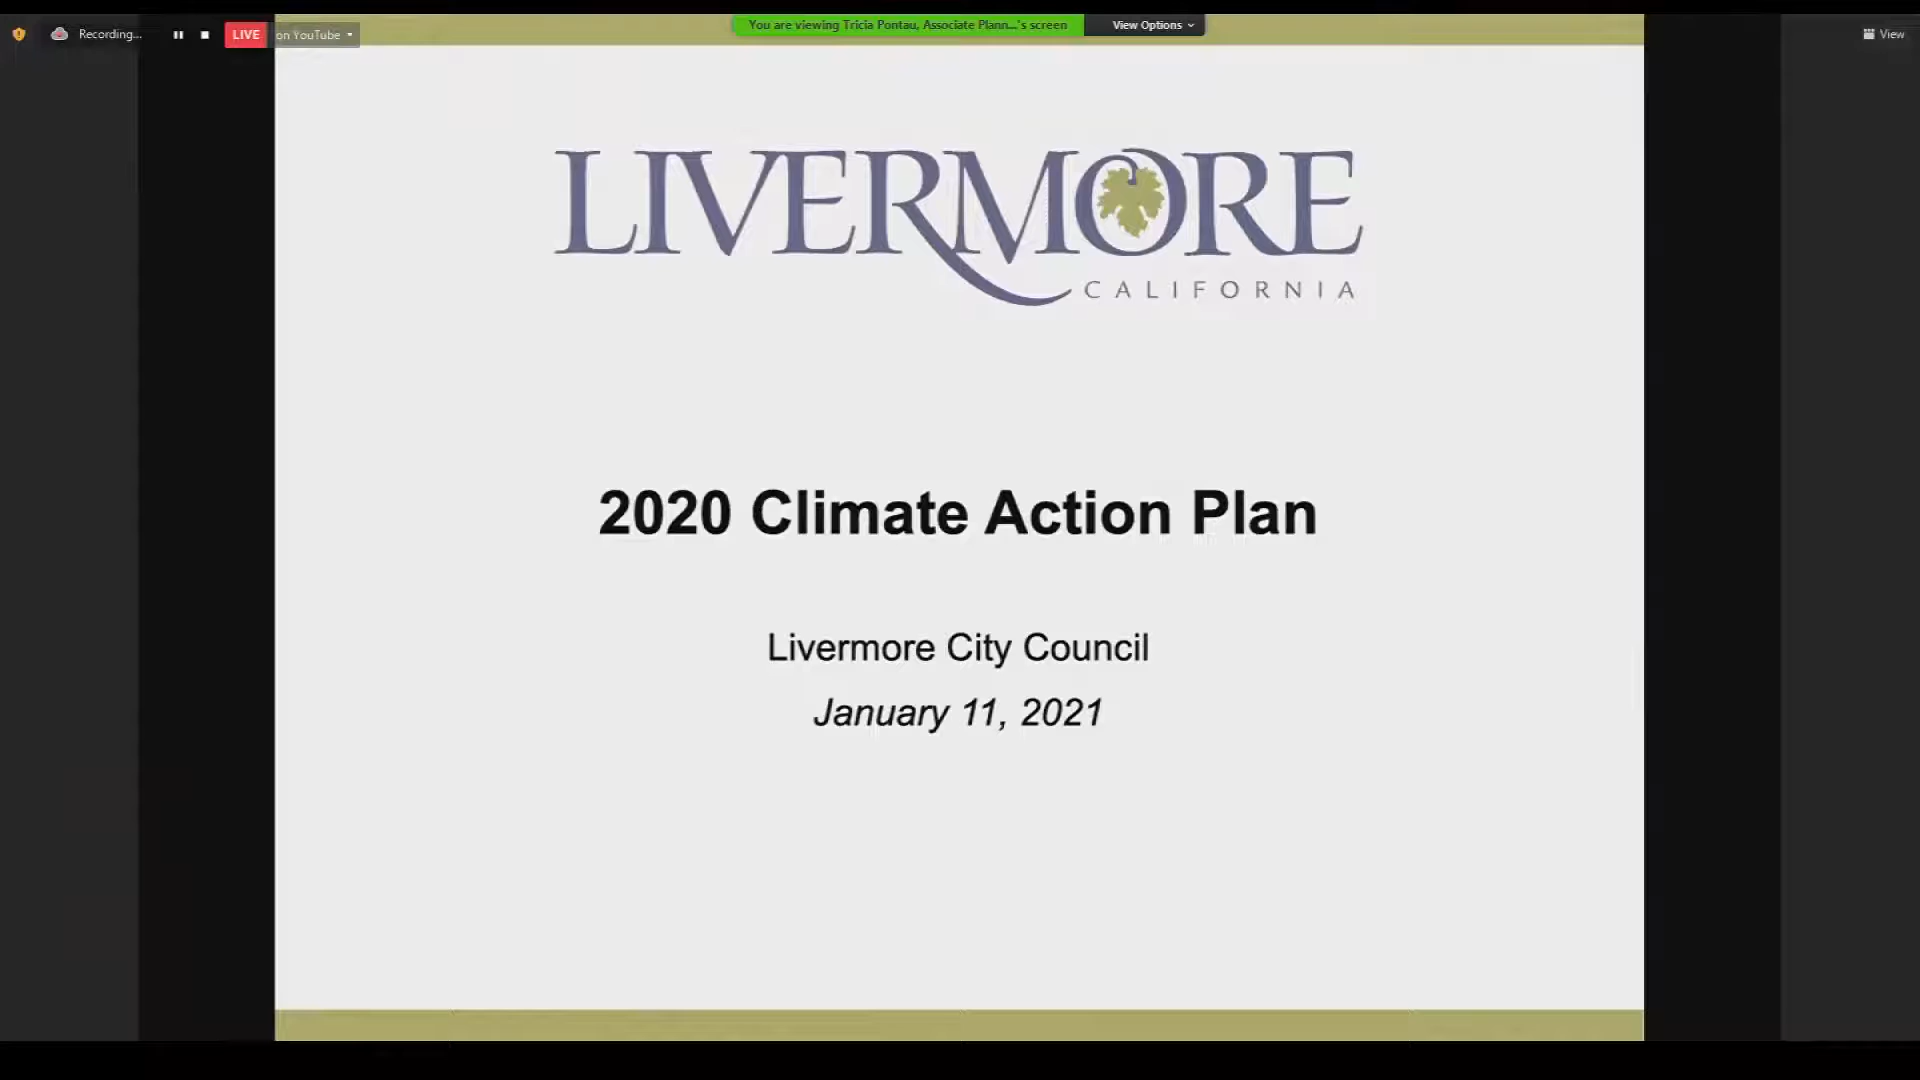 You are viewing Tricia Pontau, Associate Plann...'s screen
View Options
Recording...
LIVE
on YouTube
View
LIVERMORE
CALIFORNIA
2020 Climate Action Plan
Livermore City Council
January 11, 2021